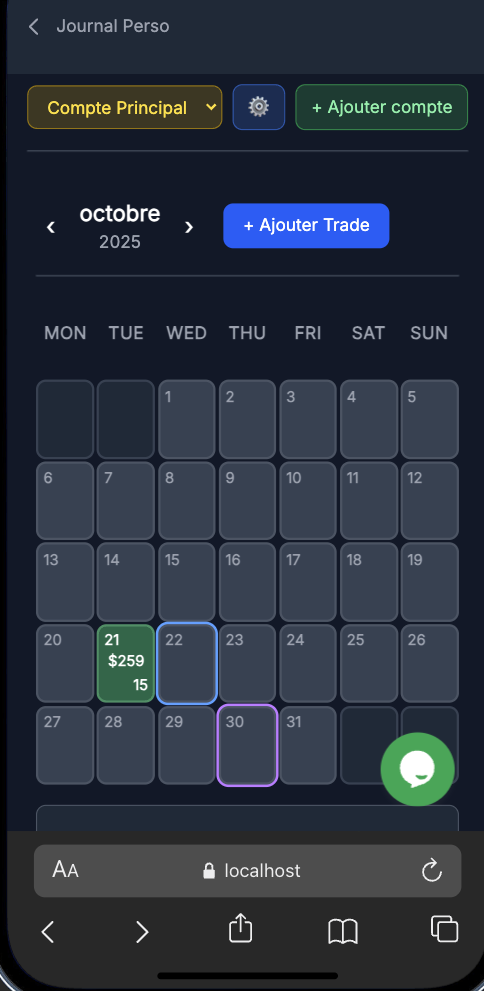 Journal Perso
Compte Principal + Ajouter compte
octobre
2025
+ Ajouter Trade
MON TUE WED THU FRI SAT SUN
1 2 3 4 5
6 7 8 9 10 11 12
13 14 15 16 17 18 19
20 21 22 23 24 25 26
$259
15
27 28 29 30 31
AA localhost